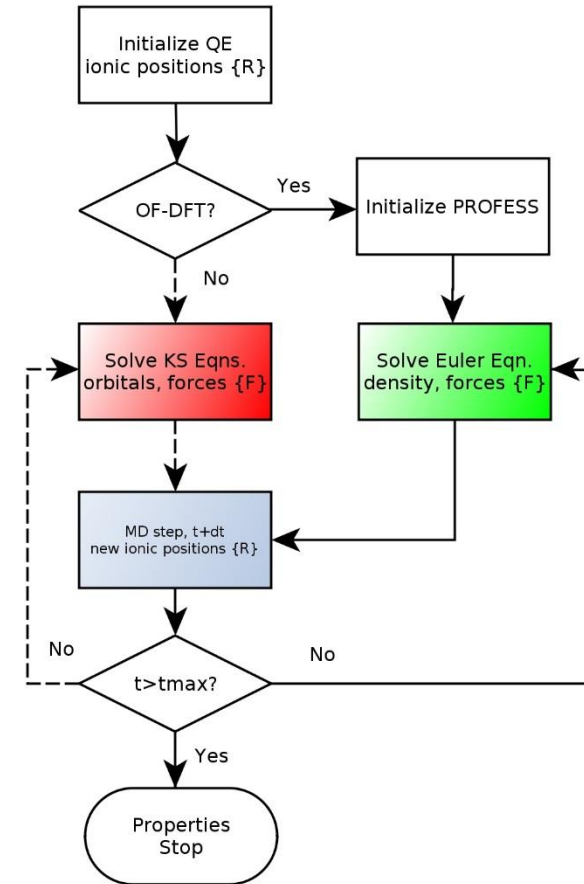 Initialize QE
ionic positions {R}
OF-DFT?
Yes
Initialize PROFESS
No
Solve KS Eqns.
orbitals, forces {F}
Solve Euler Eqn.
density, forces {F}
MD step, t+dt
new ionic positions {R}
No
t>tmax?
No
Yes
Properties
Stop